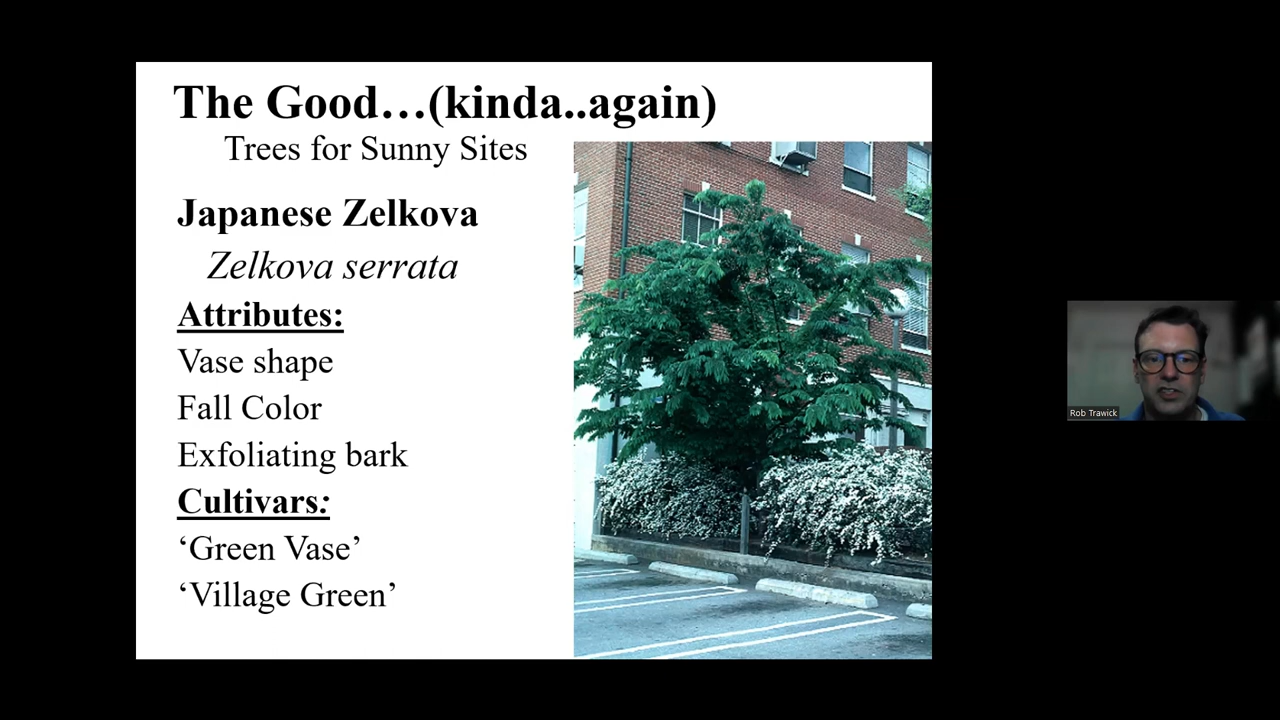 The Good…(kinda..again)
Trees for Sunny Sites
Japanese Zelkova
Zelkova serrata
Attributes:
Vase shape
Fall Color
Exfoliating bark
Cultivars:
‘Green Vase’
‘Village Green’
Rob Trawick